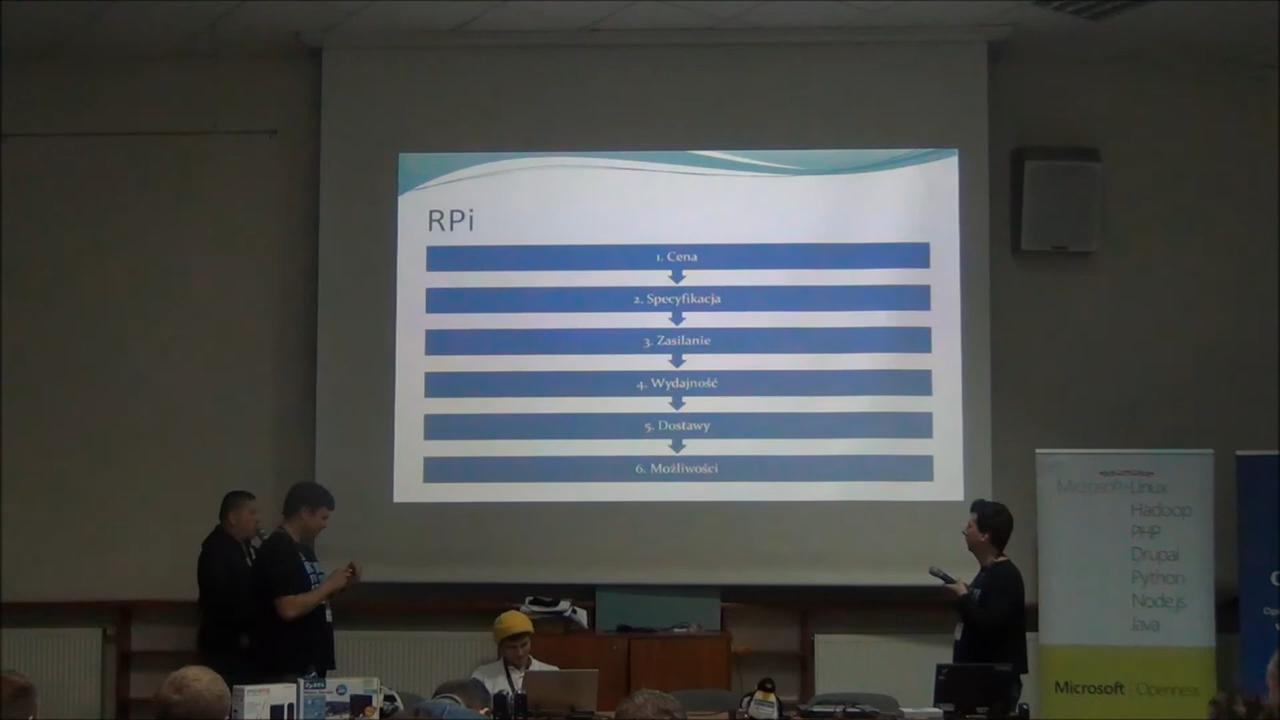 RPi
1. Cena
2. Specyfikacja
3. Zasilanie
4. Wydajność
5. Dostawy
6. Możliwości
Microsoft+Linux
Hadoop
PHP
Drupal
Python
Node.js
Java
Microsoft | Openness